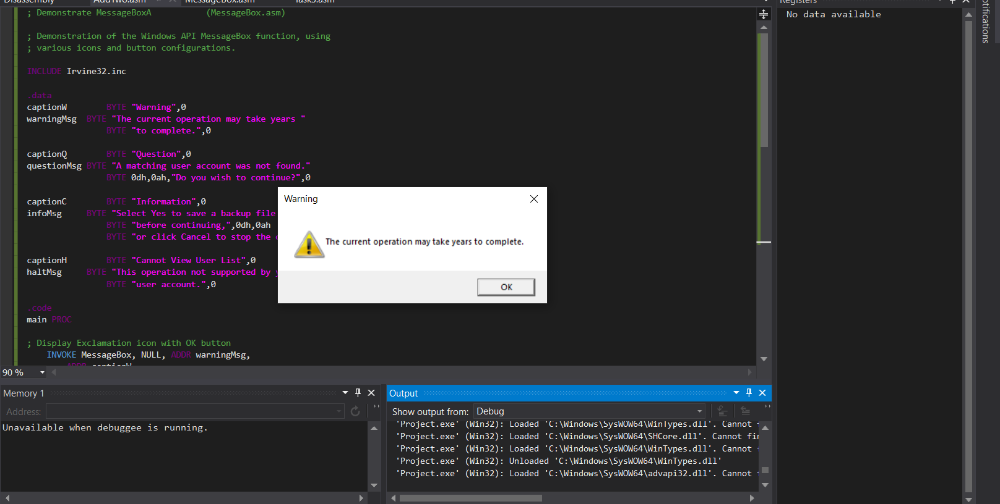 Disassembly AddTwo.asm MessageBox.asm Task3.asm
; Demonstrate MessageBoxA (MessageBox.asm)
; Demonstration of the Windows API MessageBox function, using
; various icons and button configurations.
INCLUDE Irvine32.inc
.data
captionW BYTE "Warning",0
warningMsg BYTE "The current operation may take years "
BYTE "to complete.",0
captionQ BYTE "Question",0
questionMsg BYTE "A matching user account was not found."
BYTE 0dh,0ah,"Do you wish to continue?",0
captionC BYTE "Information",0
infoMsg BYTE "Select Yes to save a backup file
BYTE "before continuing,",0dh,0ah
BYTE "or click Cancel to stop the
captionH BYTE "Cannot View User List",0
haltMsg BYTE "This operation not supported by
BYTE "user account.",0
.code
main PROC
; Display Exclamation icon with OK button
INVOKE MessageBox, NULL, ADDR warningMsg,
ADDR captionW
90 %
Warning
The current operation may take years to complete.
OK
Memory 1
Address:
Unavailable when debuggee is running.
Output
Show output from: Debug
'Project.exe' (Win32): Loaded 'C:\Windows\SysWOW64\WinTypes.dll'. Cannot
'Project.exe' (Win32): Loaded 'C:\Windows\SysWOW64\SHCore.dll'. Cannot fi
'Project.exe' (Win32): Loaded 'C:\Windows\SysWOW64\WinTypes.dll'. Cannot
'Project.exe' (Win32): Unloaded 'C:\Windows\SysWOW64\WinTypes.dll'
'Project.exe' (Win32): Loaded 'C:\Windows\SysWOW64\advapi32.dll'. Cannot
Registers
No data available
otifications